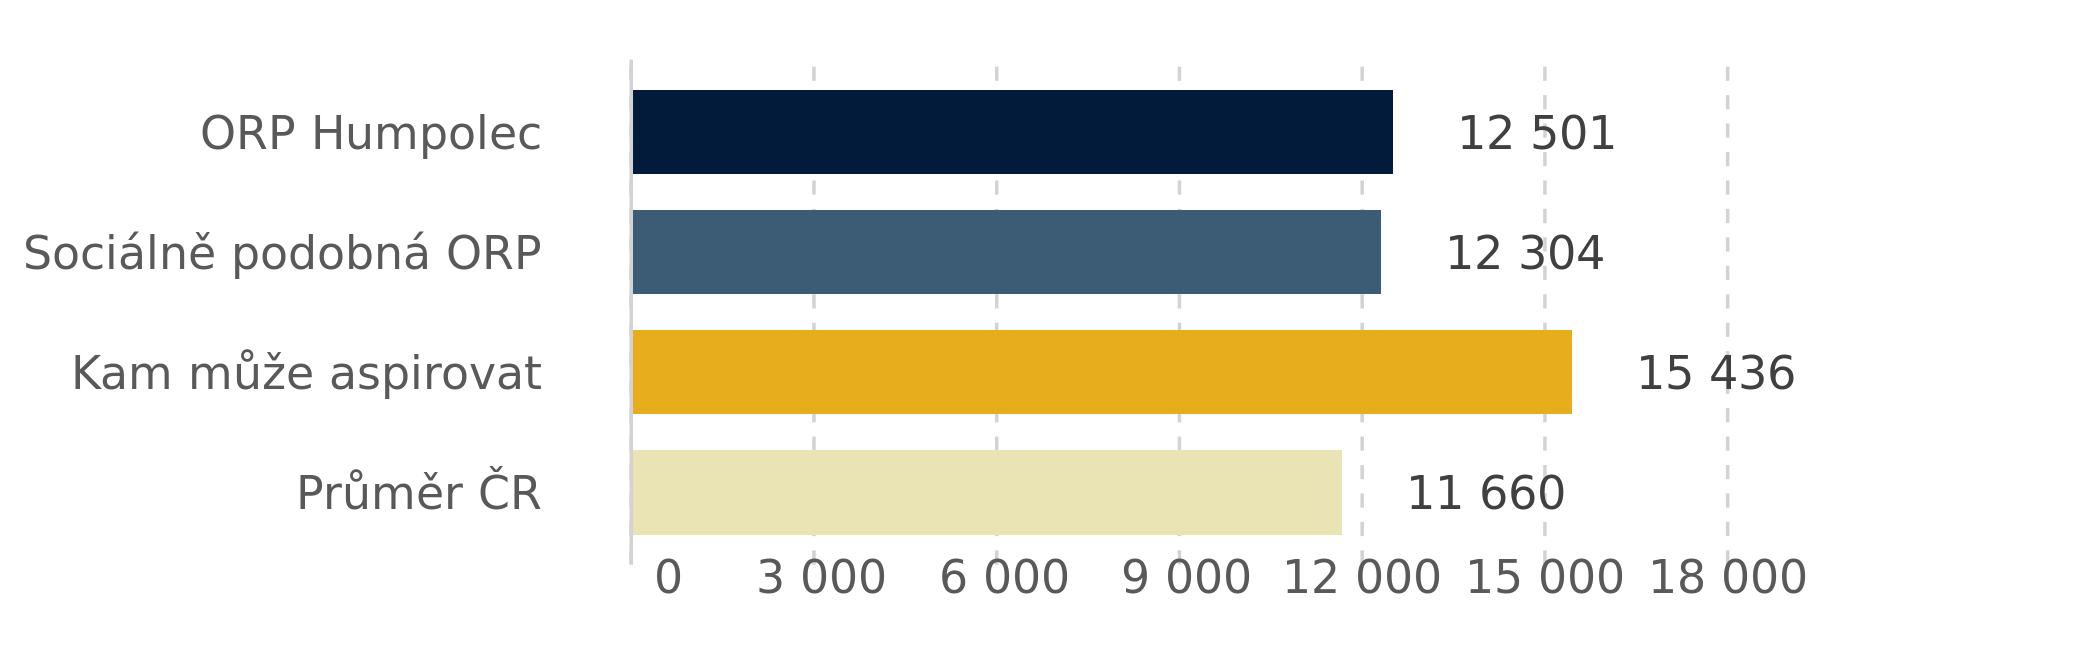 ORP Humpolec 12 501
Sociálně podobná ORP 12 304
Kam může aspirovat 15 436
Průměr ČR 11 660
0 3 000 6 000 9 000 12 000 15 000 18 000